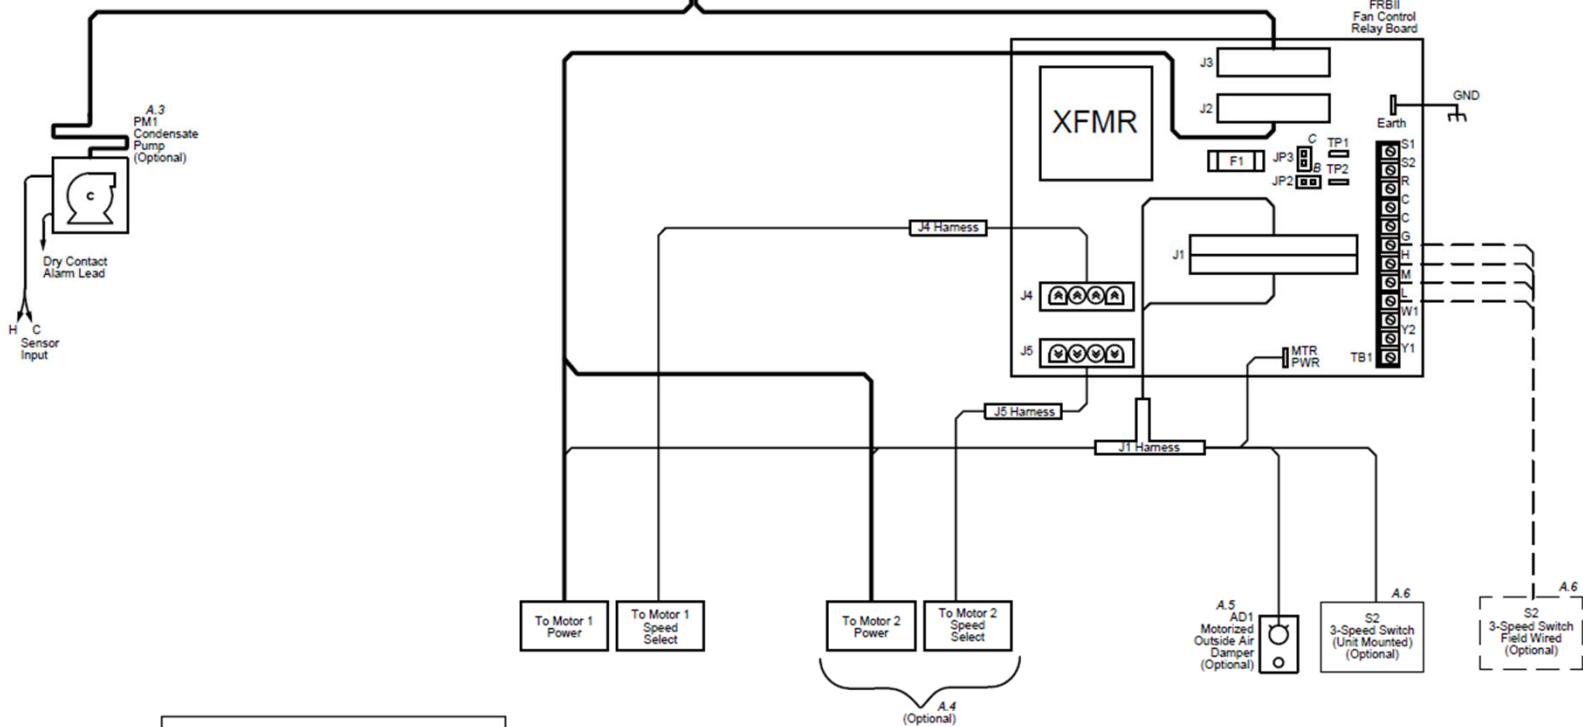 FRBII
Fan Control
Relay Board
J3
J2
XFMR
GND
Earth
F1
C
JP3
TP1
B
JP2
TP2
S1
S2
R
C
C
G
H
M
L
W1
Y2
Y1
TB1
J1
J4 Harness
J4
J5
MTR
PWR
J5 Harness
J1 Harness
A.3
PM1
Condensate
Pump
(Optional)
C
Dry Contact
Alarm Lead
H C
Sensor
Input
To Motor 1
Power
To Motor 1
Speed
Select
To Motor 2
Power
To Motor 2
Speed
Select
A.4
(Optional)
A.5
AD1
Motorized
Outside Air
Damper
(Optional)
A.6
S2
3-Speed Switch
(Unit Mounted)
(Optional)
A.6
S2
3-Speed Switch
Field Wired
(Optional)